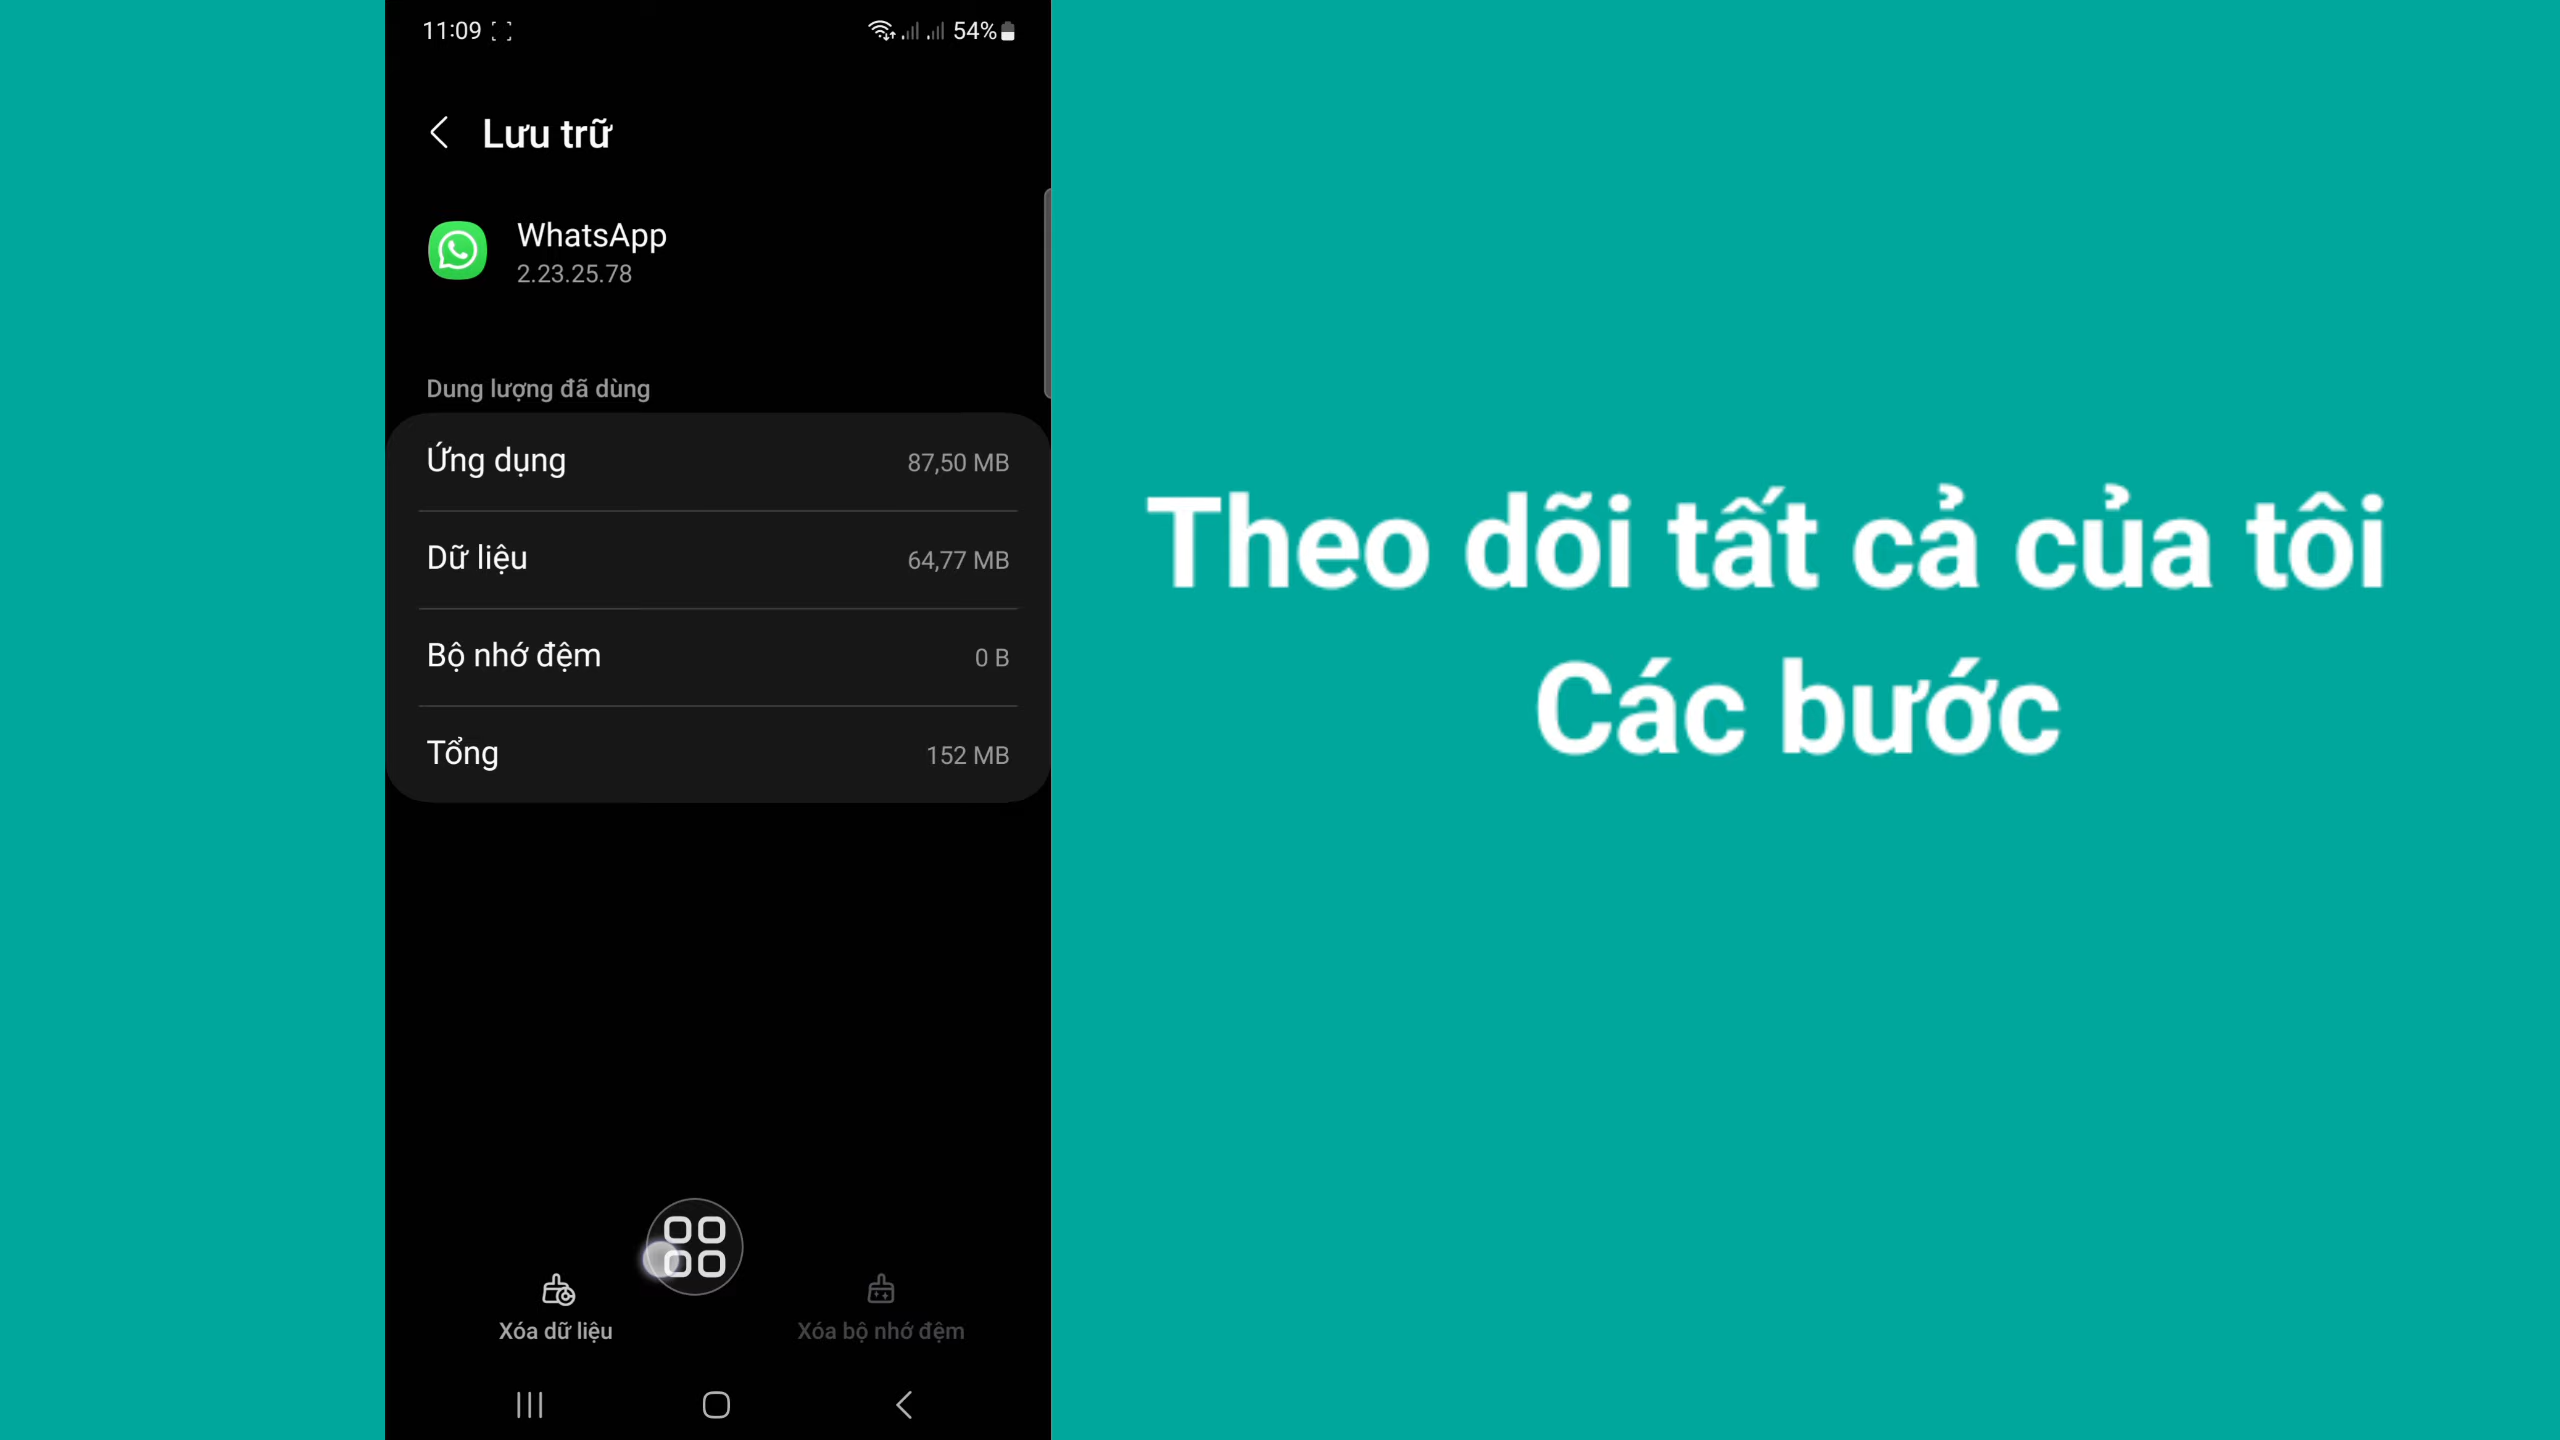 11:09
54%
Lưu trữ
WhatsApp
2.23.25.78
Dung lượng đã dùng
Ứng dụng 87,50 MB
Dữ liệu 64,77 MB
Bộ nhớ đệm 0 B
Tổng 152 MB
Xóa dữ liệu
Xóa bộ nhớ đệm
Theo dõi tất cả của tôi
Các bước